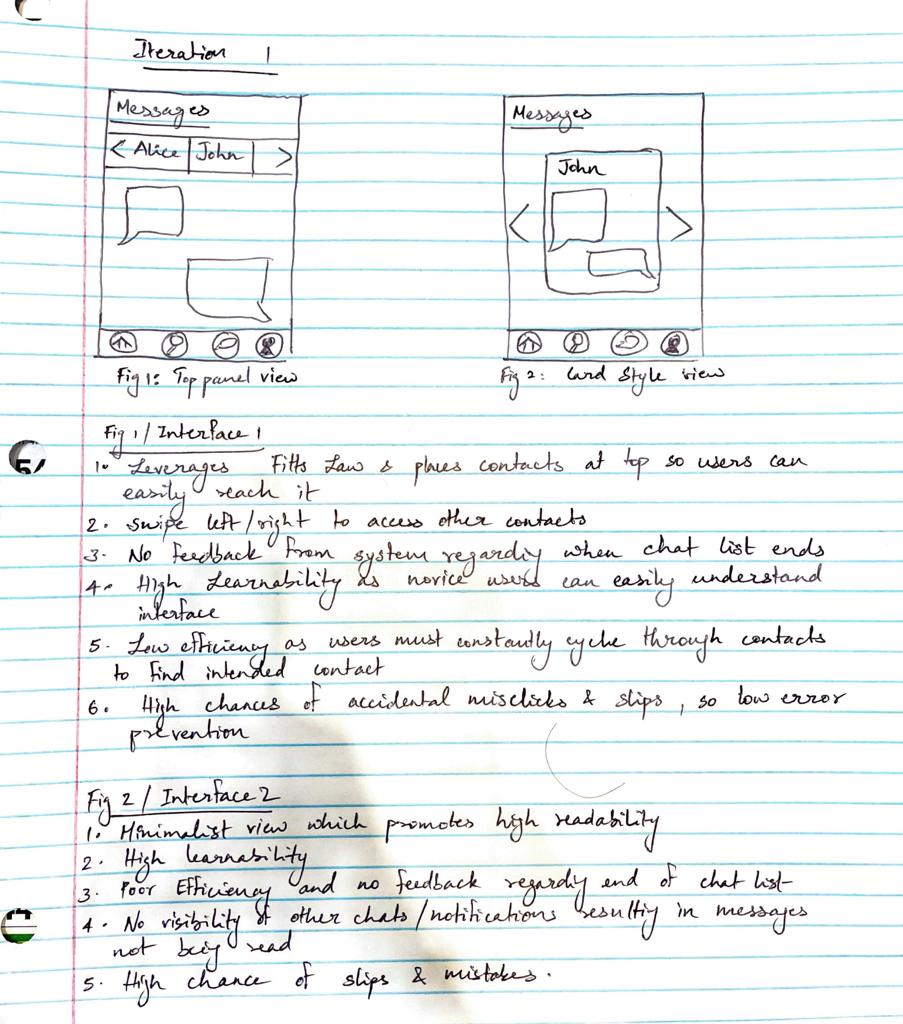 Iteration 1
Messages
< Alice | John | >
Fig 1: Top panel view
Messages
John
< >
Fig 2: Card Style view
Fig 1 / Interface 1
1. Leverages Fitts Law & places contacts at top so users can
easily reach it
2. Swipe left/right to access other contacts
3. No feedback from system regardig when chat list ends
4. High Learnability as novice users can easily understand
interface
5. Low efficiency as users must constantly cycle through contacts
to find intended contact
6. High chances of accidental misclicks & slips, so low error
prevention
Fig 2 / Interface 2
1. Minimalist view which promotes high readability
2. High learnability
3. Poor Efficiency and no feedback regardig end of chat list
4. No visibility of other chats/notifications resultig in messages
not beig read
5. High chance of slips & mistakes.